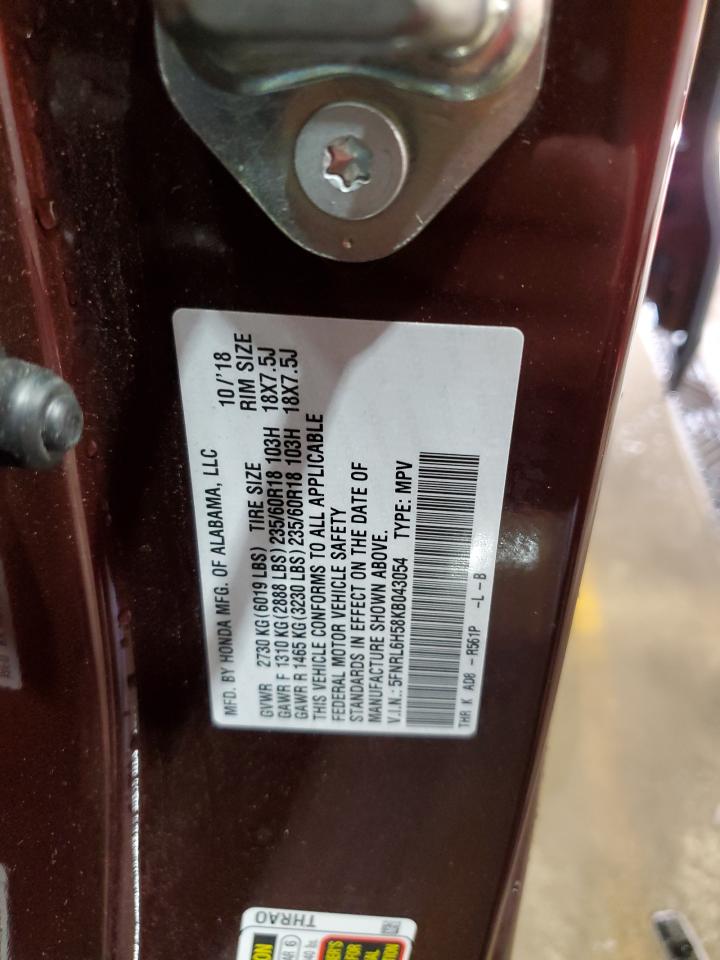 MFD. BY HONDA MFG. OF ALABAMA, LLC 10/'18
GVWR 2730 KG (6019 LBS) TIRE SIZE RIM SIZE
GAWR F 1310 KG (2888 LBS) 235/60R18 103H 18X7.5J
GAWR R 1465 KG (3230 LBS) 235/60R18 103H 18X7.5J
THIS VEHICLE CONFORMS TO ALL APPLICABLE
FEDERAL MOTOR VEHICLE SAFETY
STANDARDS IN EFFECT ON THE DATE OF
MANUFACTURE SHOWN ABOVE.
V.I.N.: 5FNRL6H58KB043054 TYPE: MPV
THR K AD8 - R561P - L - B
THRA0